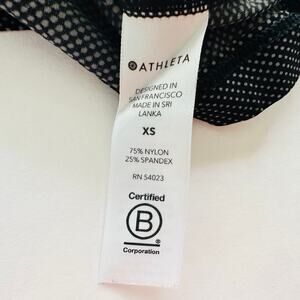 ATHLETA
DESIGNED IN
SAN FRANCISCO
MADE IN SRI
LANKA
XS
75% NYLON
25% SPANDEX
RN 54023
Certified
B
®
Corporation